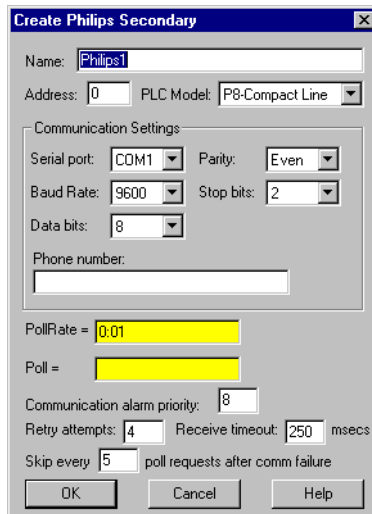 Create Philips Secondary
Name: Philips1
Address: 0 PLC Model: P8-Compact Line
Communication Settings
Serial port: COM1 Parity: Even
Baud Rate: 9600 Stop bits: 2
Data bits: 8
Phone number:
PollRate = 0:01
Poll =
Communication alarm priority: 8
Retry attempts: 4 Receive timeout: 250 msecs
Skip every 5 poll requests after comm failure
OK Cancel Help